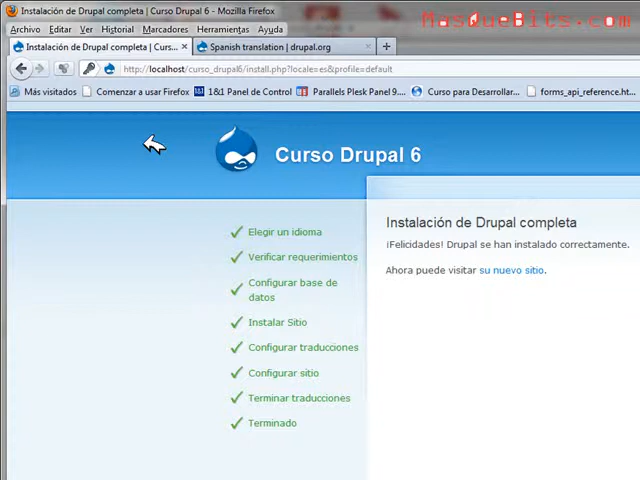 Instalación de Drupal completa | Curso Drupal 6 - Mozilla Firefox
MasQueBits.com
Archivo Editar Ver Historial Marcadores Herramientas Ayuda
Instalación de Drupal completa | Curs... × Spanish translation | drupal.org × +
http://localhost/curso_drupal6/install.php?locale=es&profile=default
Más visitados Comenzar a usar Firefox 1&1 Panel de Control Parallels Plesk Panel 9.... Curso para Desarrollar... forms_api_reference.ht...
Curso Drupal 6
Elegir un idioma
Verificar requerimientos
Configurar base de
datos
Instalar Sitio
Configurar traducciones
Configurar sitio
Terminar traducciones
Terminado
Instalación de Drupal completa
¡Felicidades! Drupal se han instalado correctamente.
Ahora puede visitar su nuevo sitio.